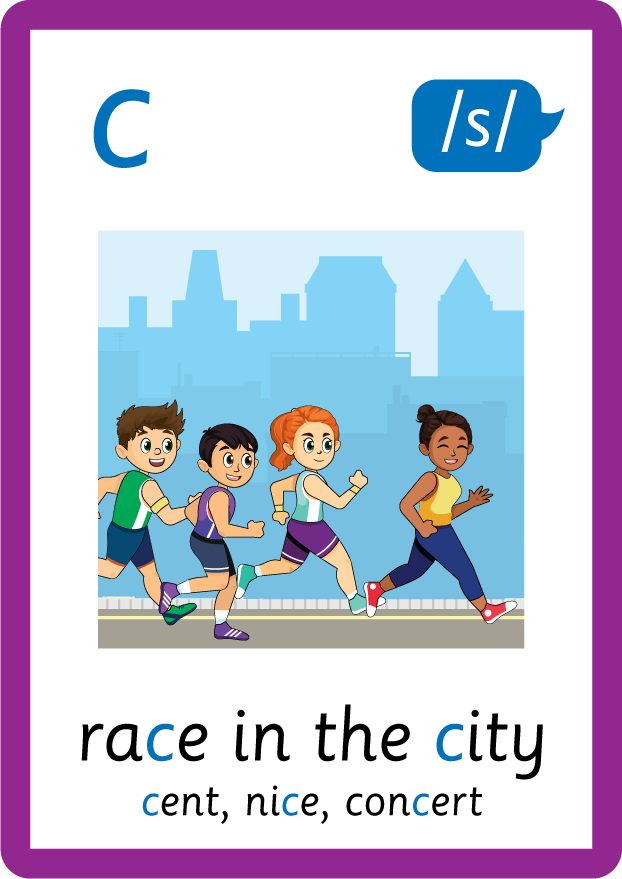 c /s/
race in the city
cent, nice, concert